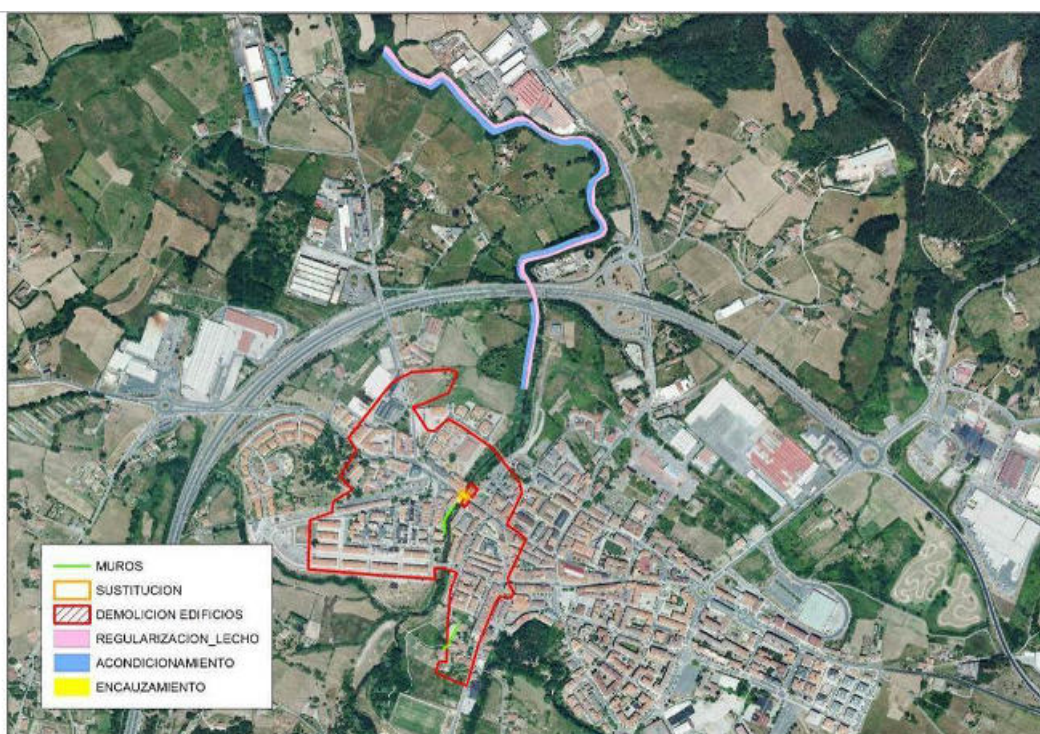 MUROS
SUSTITUCION
DEMOLICION EDIFICIOS
REGULARIZACION_LECHO
ACONDICIONAMIENTO
ENCAUZAMIENTO